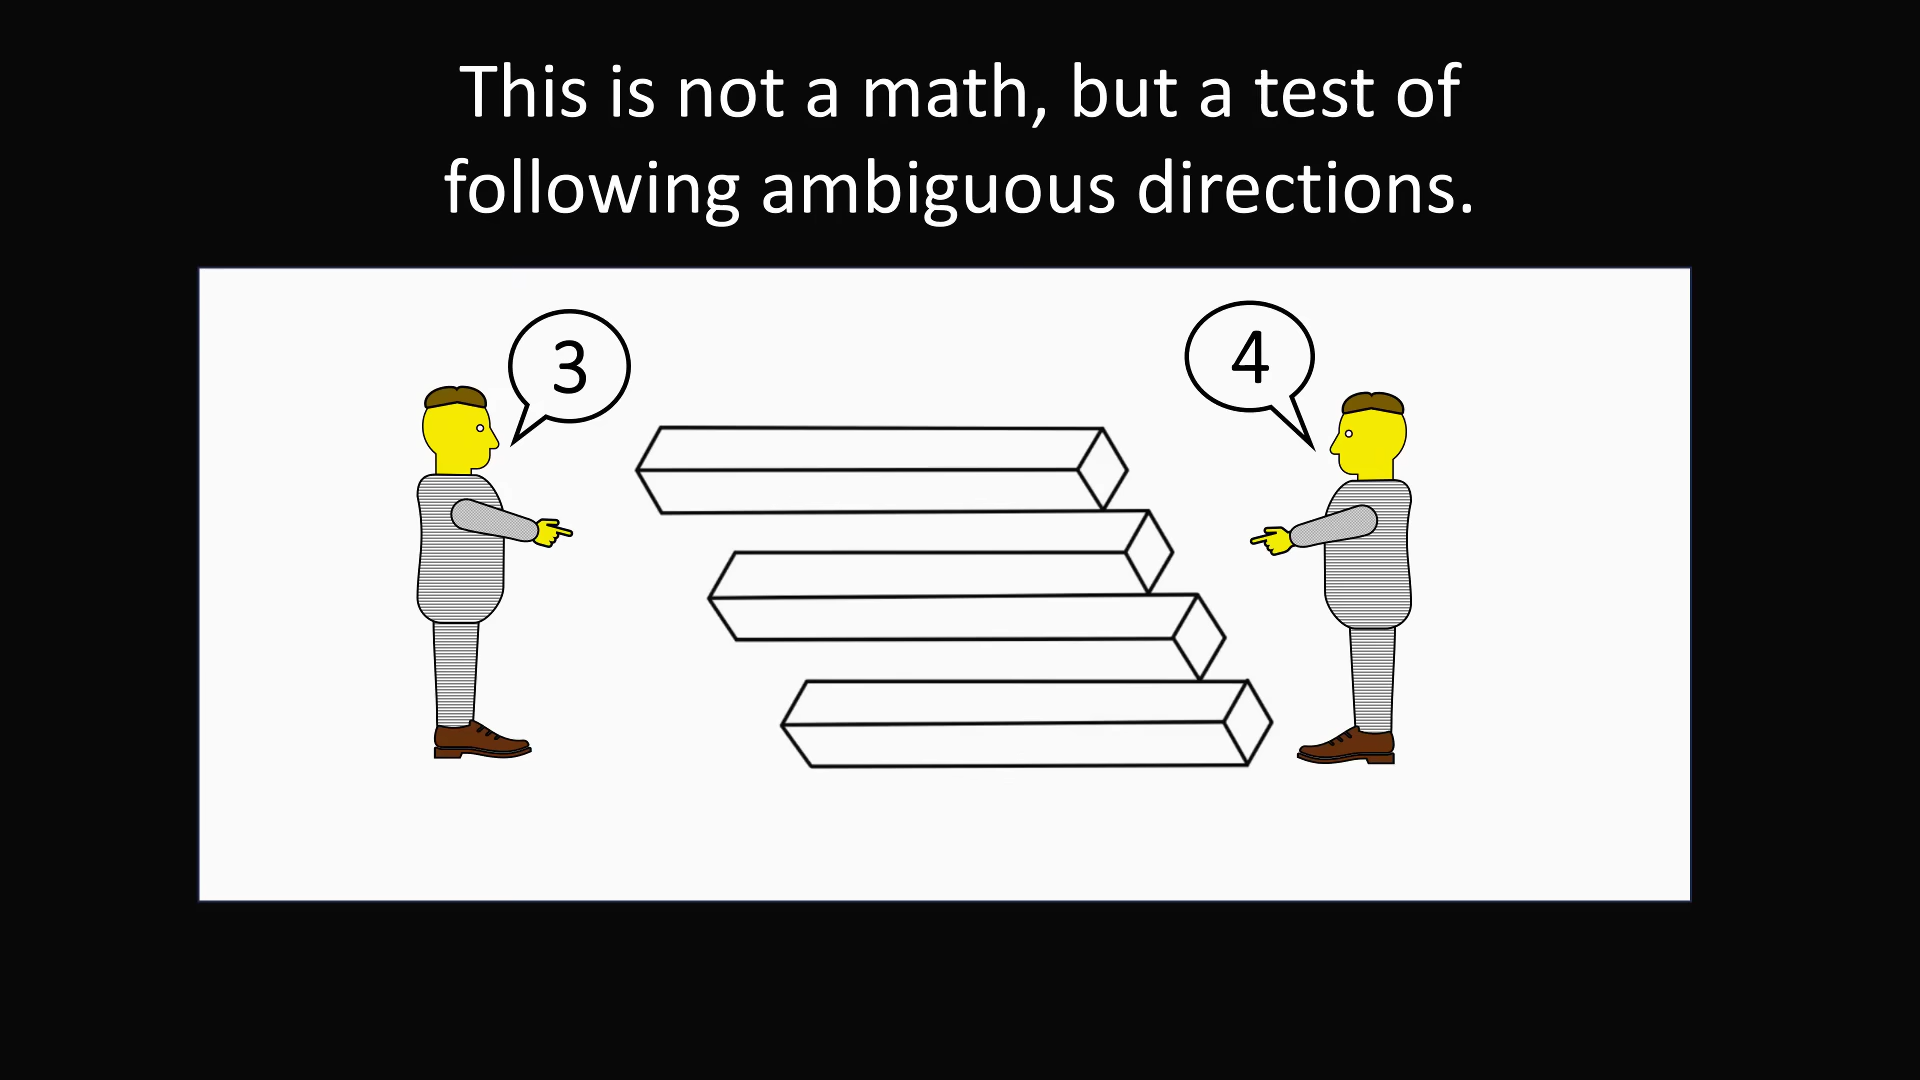 This is not a math, but a test of
following ambiguous directions.
3
4